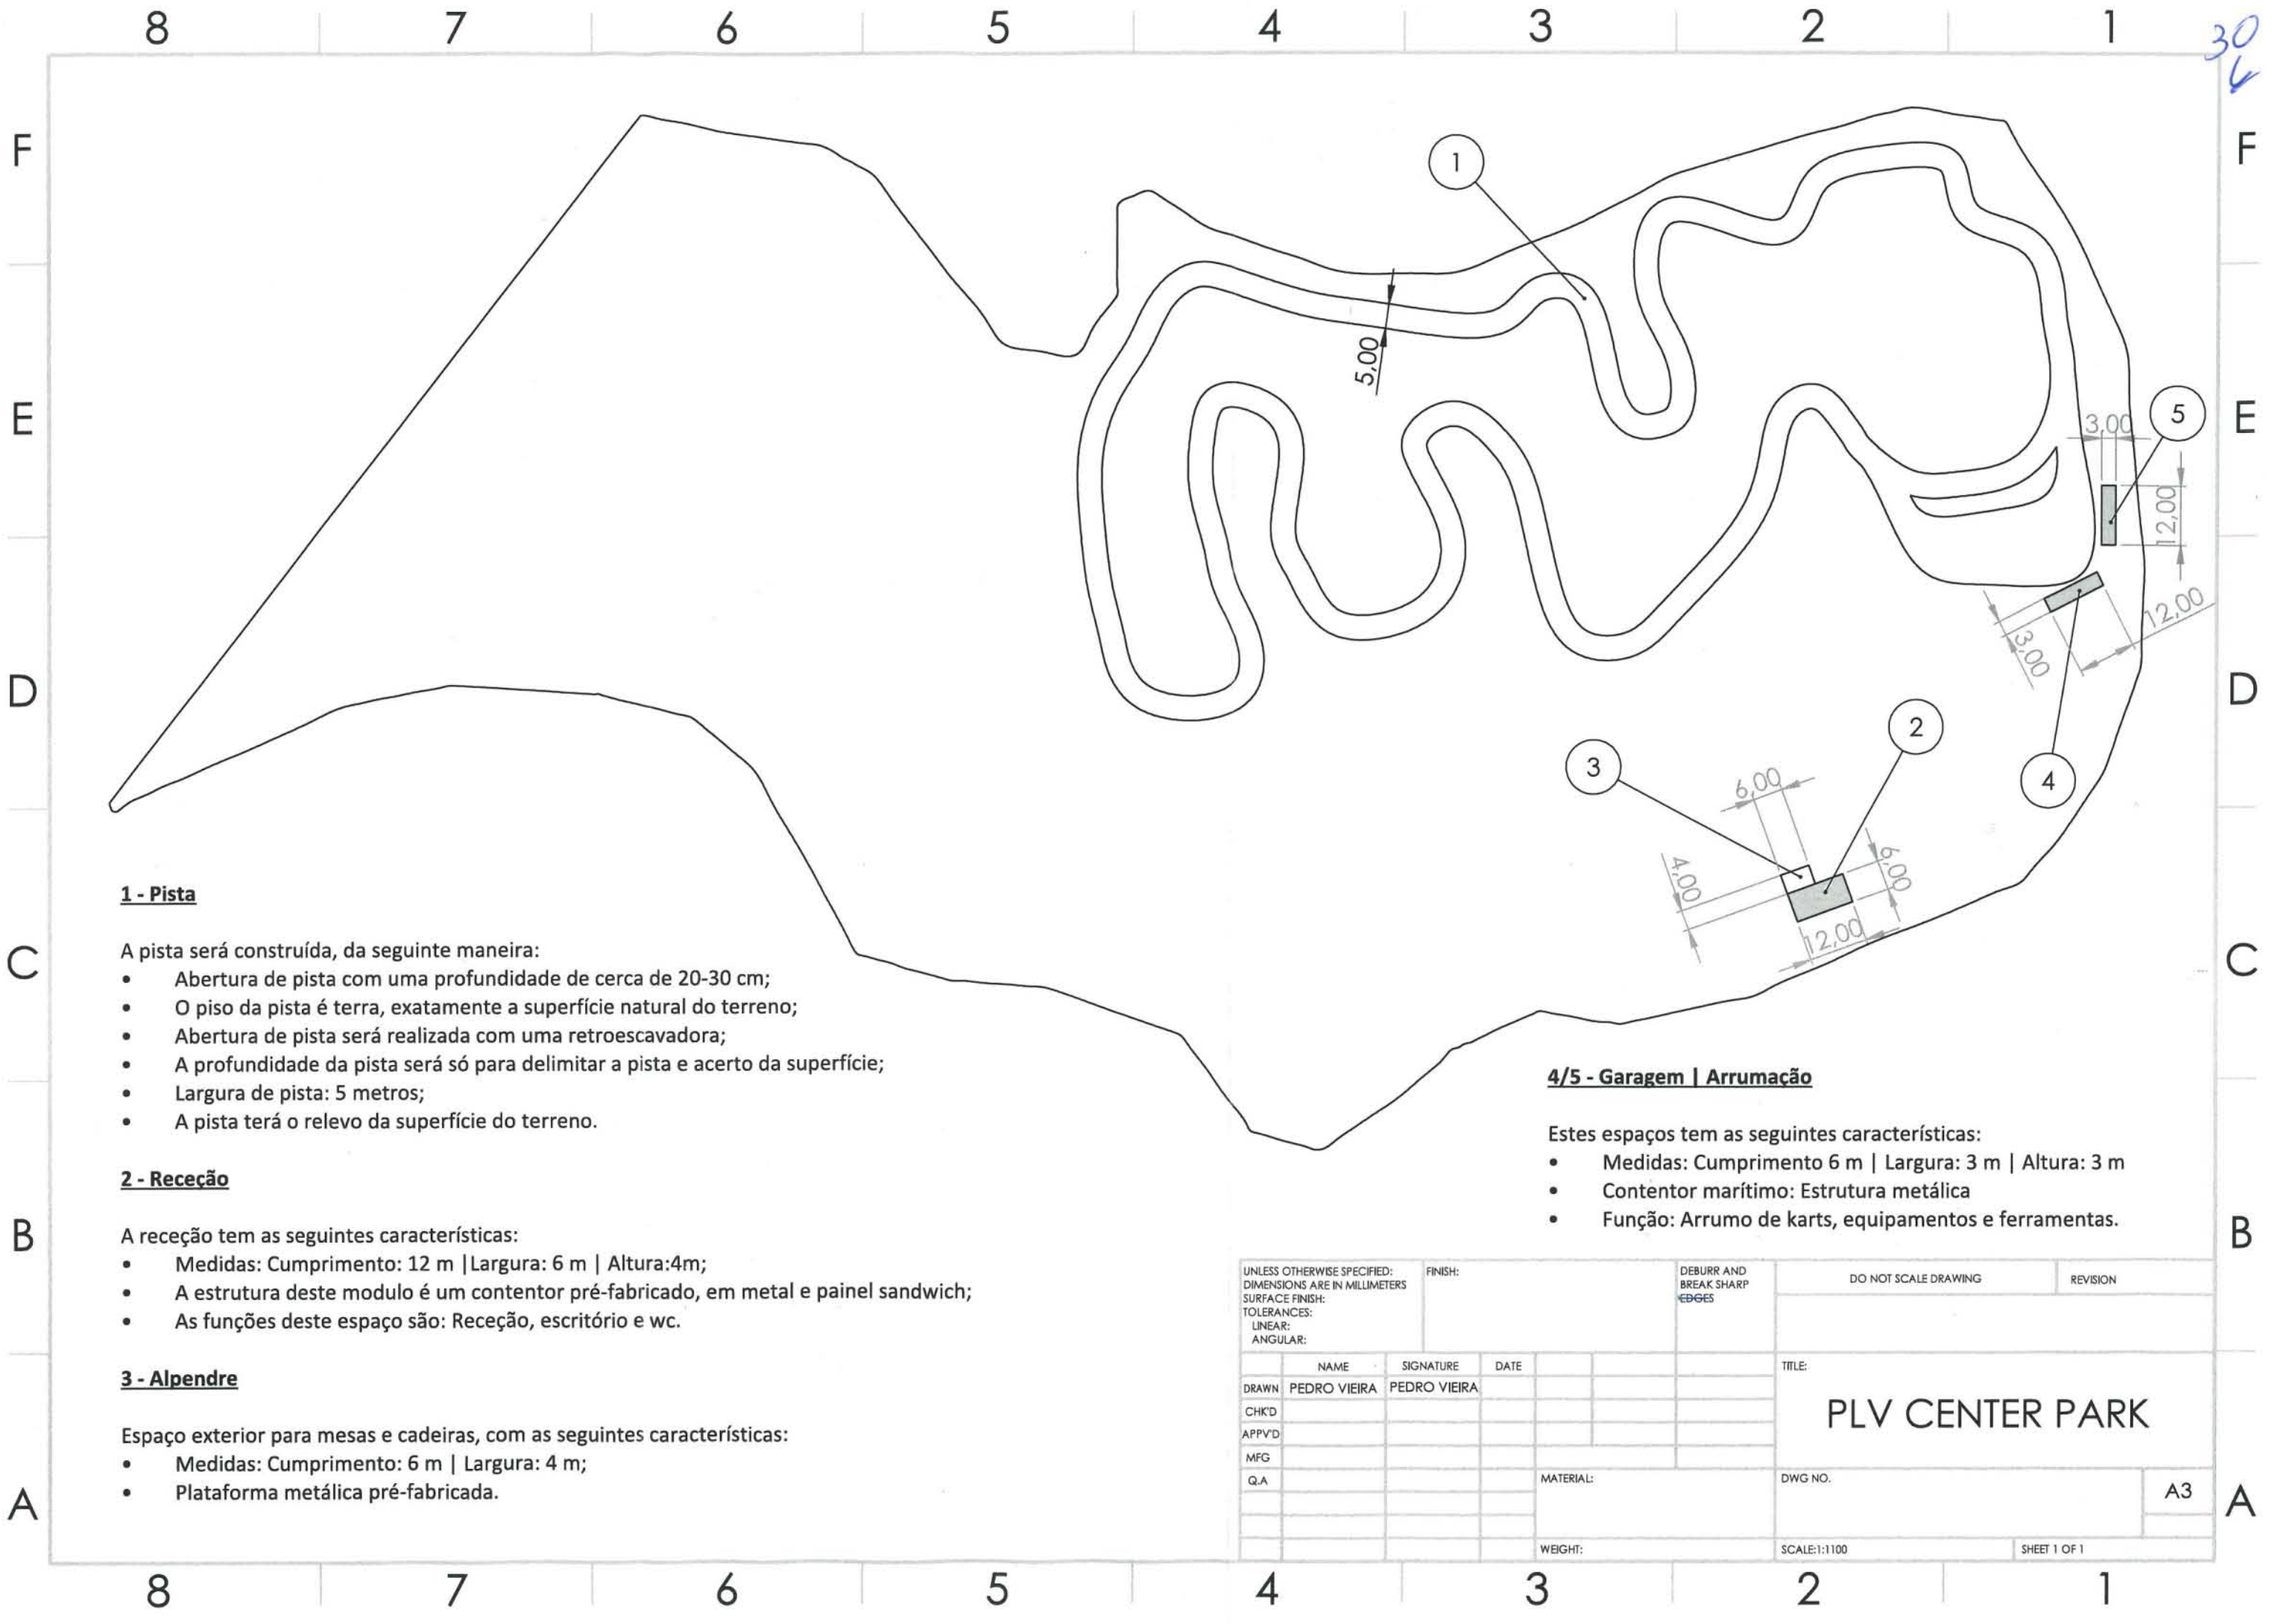 8 7 6 5 4 3 2 1
30
F F
E E
D D
C C
B B
A A
1
5,00
5
3,00
12,00
12,00
3,00
4
2
3
6,00
6,00
4,00
12,00
1 - Pista
A pista será construída, da seguinte maneira:
• Abertura de pista com uma profundidade de cerca de 20-30 cm;
• O piso da pista é terra, exatamente a superfície natural do terreno;
• Abertura de pista será realizada com uma retroescavadora;
• A profundidade da pista será só para delimitar a pista e acerto da superfície;
• Largura de pista: 5 metros;
• A pista terá o relevo da superfície do terreno.
2 - Receção
A receção tem as seguintes características:
• Medidas: Cumprimento: 12 m |Largura: 6 m | Altura:4m;
• A estrutura deste modulo é um contentor pré-fabricado, em metal e painel sandwich;
• As funções deste espaço são: Receção, escritório e wc.
3 - Alpendre
Espaço exterior para mesas e cadeiras, com as seguintes características:
• Medidas: Cumprimento: 6 m | Largura: 4 m;
• Plataforma metálica pré-fabricada.
4/5 - Garagem | Arrumação
Estes espaços tem as seguintes características:
• Medidas: Cumprimento 6 m | Largura: 3 m | Altura: 3 m
• Contentor marítimo: Estrutura metálica
• Função: Arrumo de karts, equipamentos e ferramentas.
UNLESS OTHERWISE SPECIFIED:
DIMENSIONS ARE IN MILLIMETERS
SURFACE FINISH:
TOLERANCES:
LINEAR:
ANGULAR:
FINISH:
DEBURR AND
BREAK SHARP
EDGES
DO NOT SCALE DRAWING
REVISION
NAME SIGNATURE DATE
DRAWN PEDRO VIEIRA PEDRO VIEIRA
CHK'D
APPV'D
MFG
Q.A
MATERIAL:
WEIGHT:
TITLE:
PLV CENTER PARK
DWG NO.
A3
SCALE:1:1100
SHEET 1 OF 1
8 7 6 5 4 3 2 1